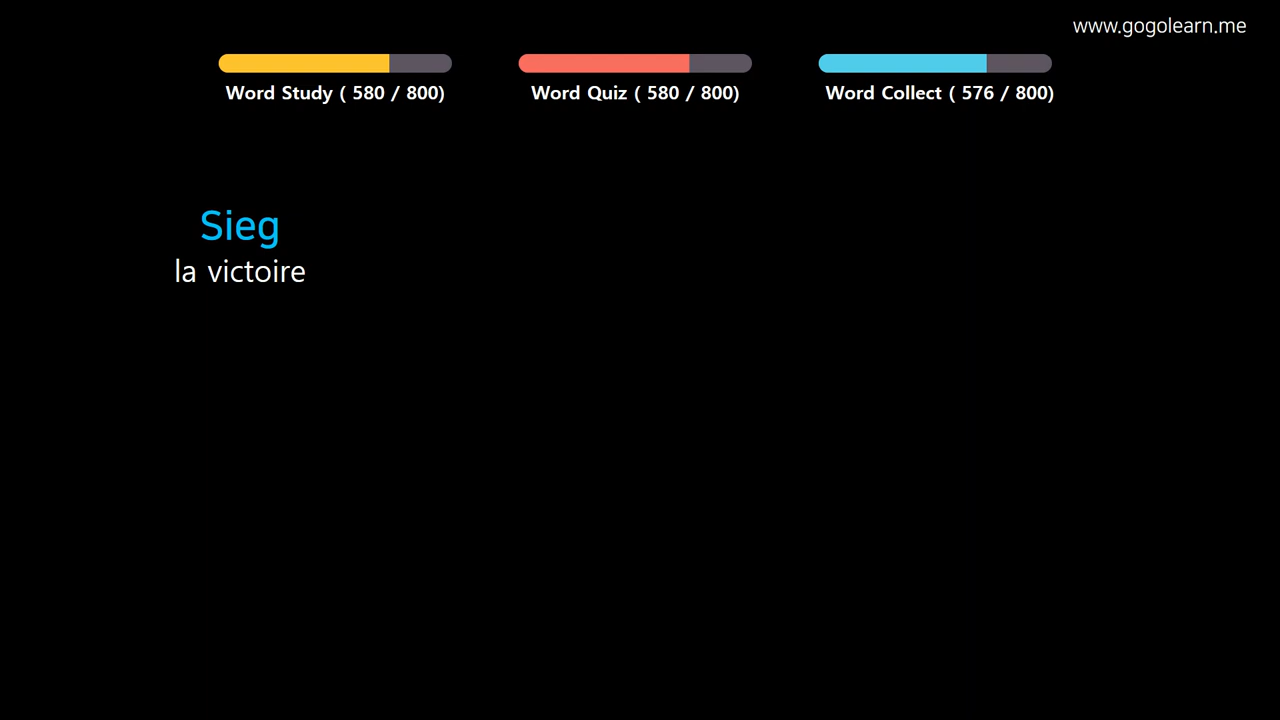 www.gogolearn.me
Word Study ( 580 / 800)
Word Quiz ( 580 / 800)
Word Collect ( 576 / 800)
Sieg
la victoire